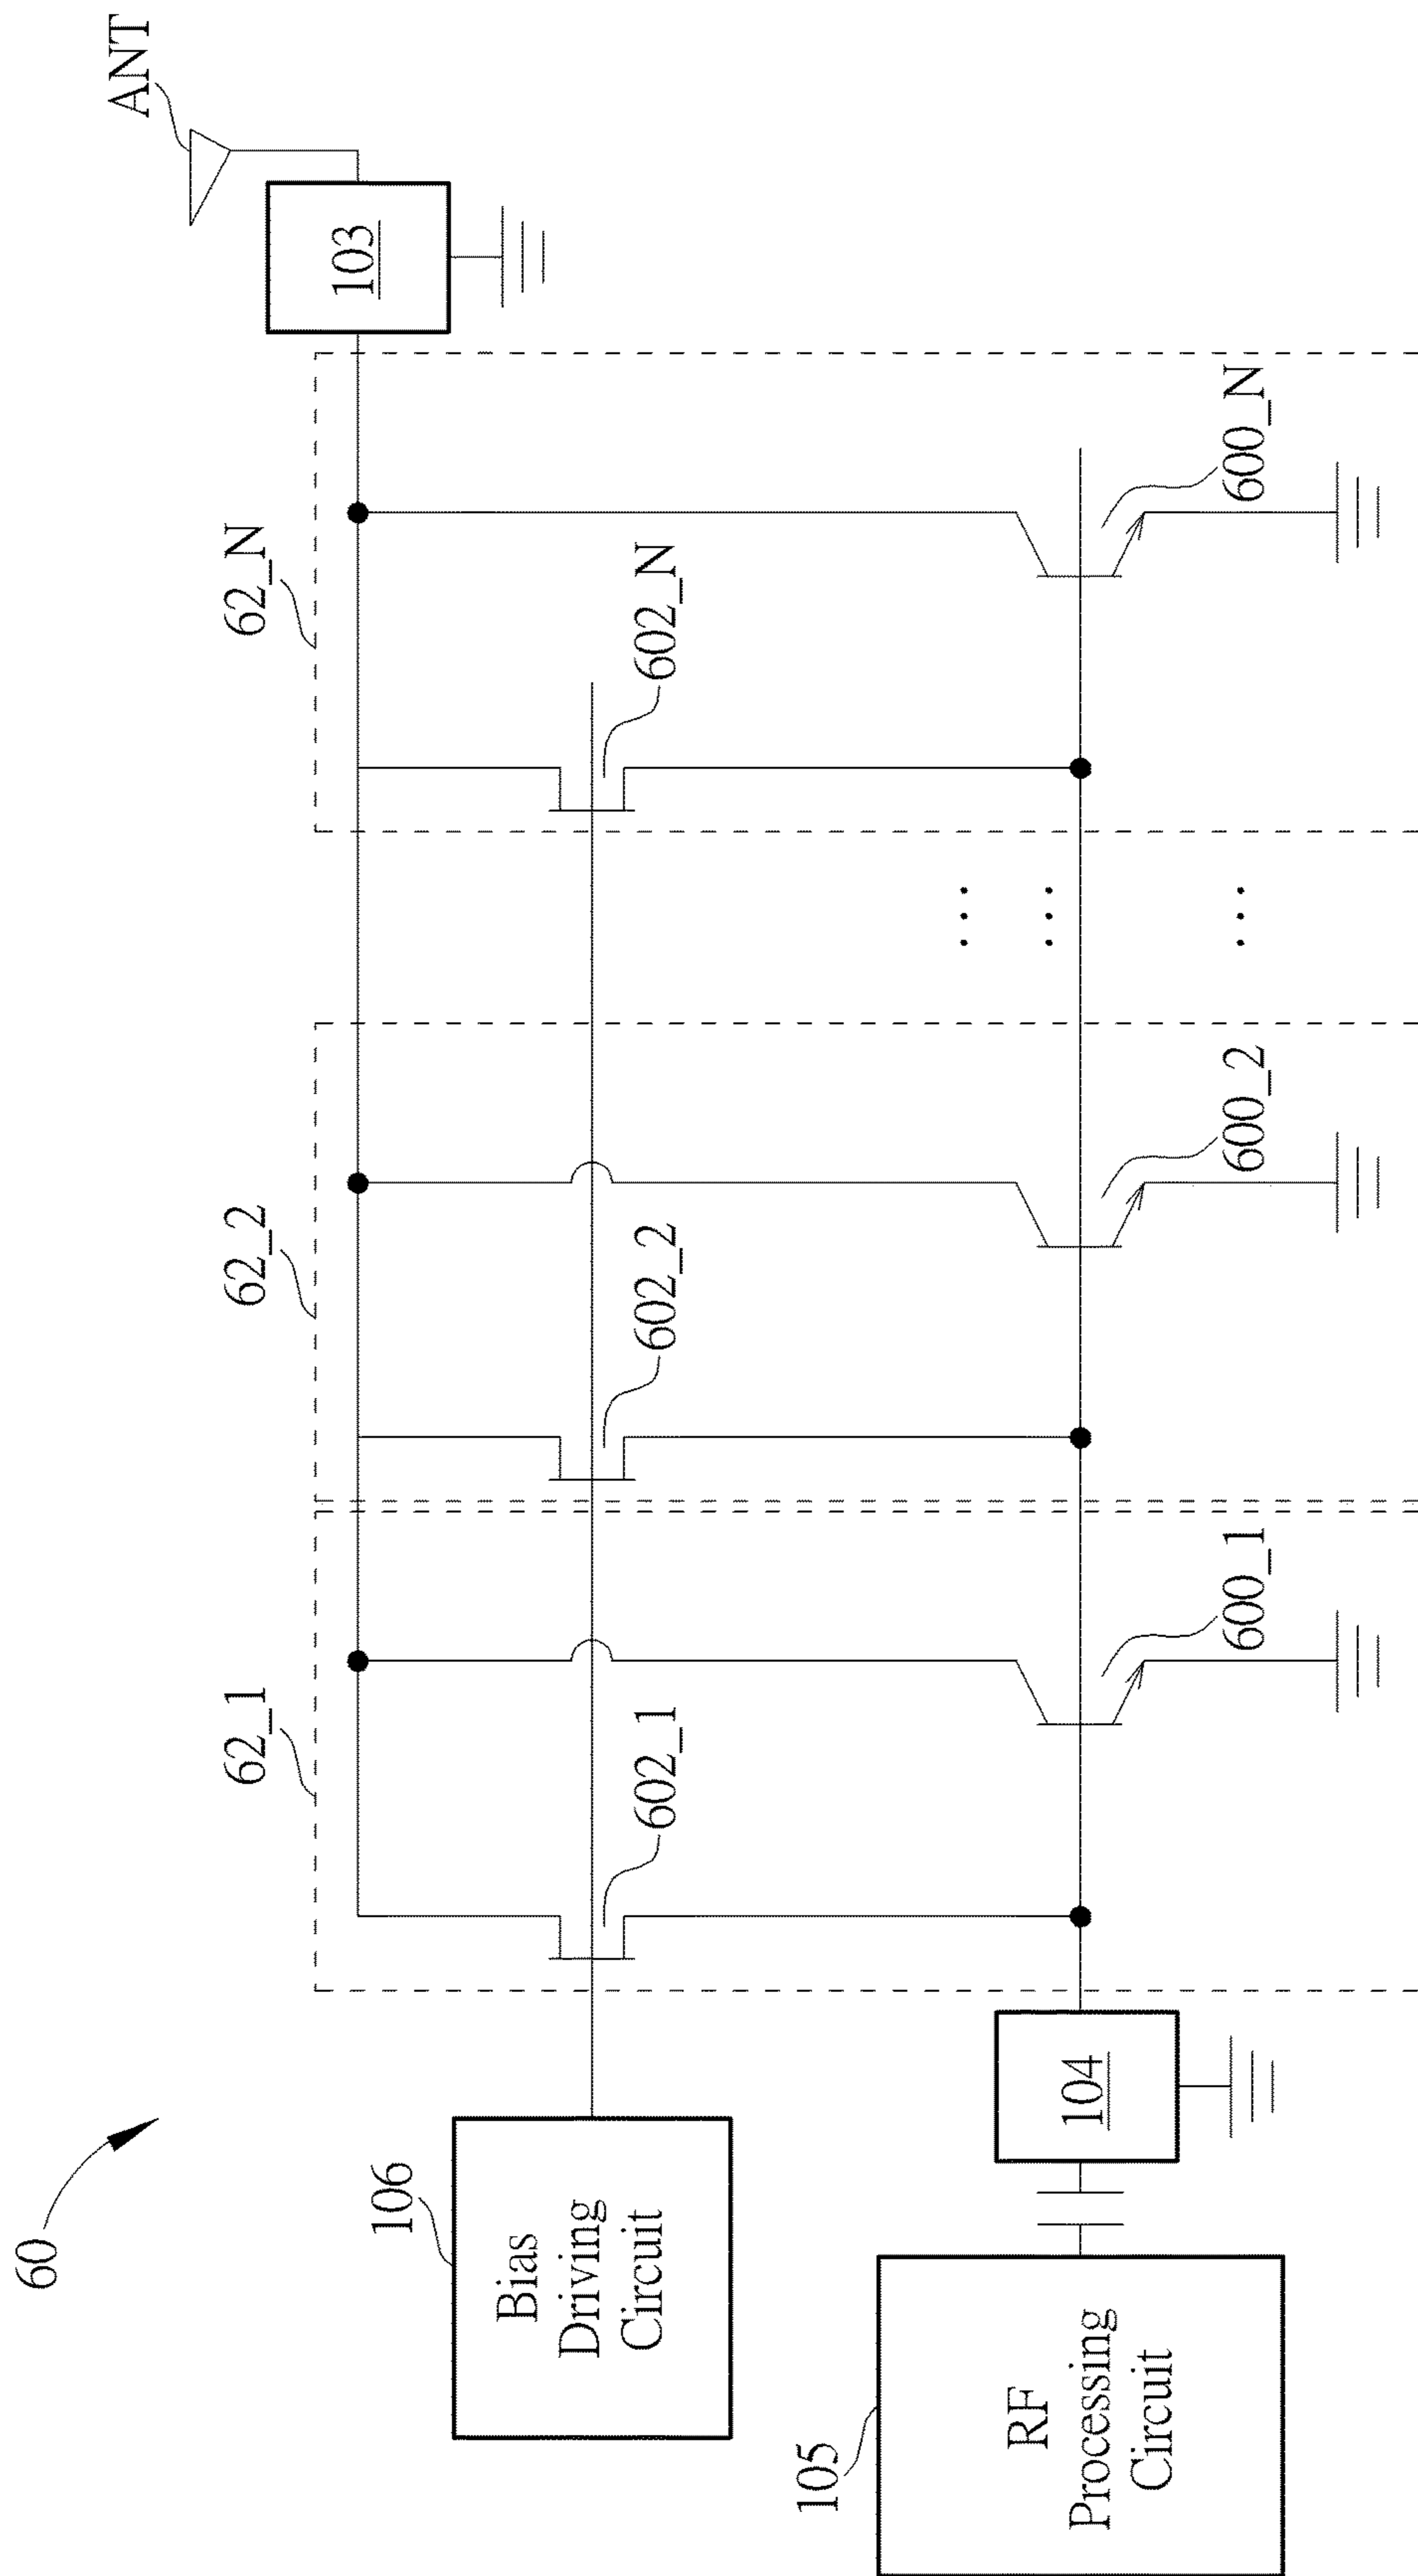 60
62_1
62_2
62_N
ANT
103
106
Bias
Driving
Circuit
602_1
602_2
602_N
105
RF
Processing
Circuit
104
600_1
600_2
600_N